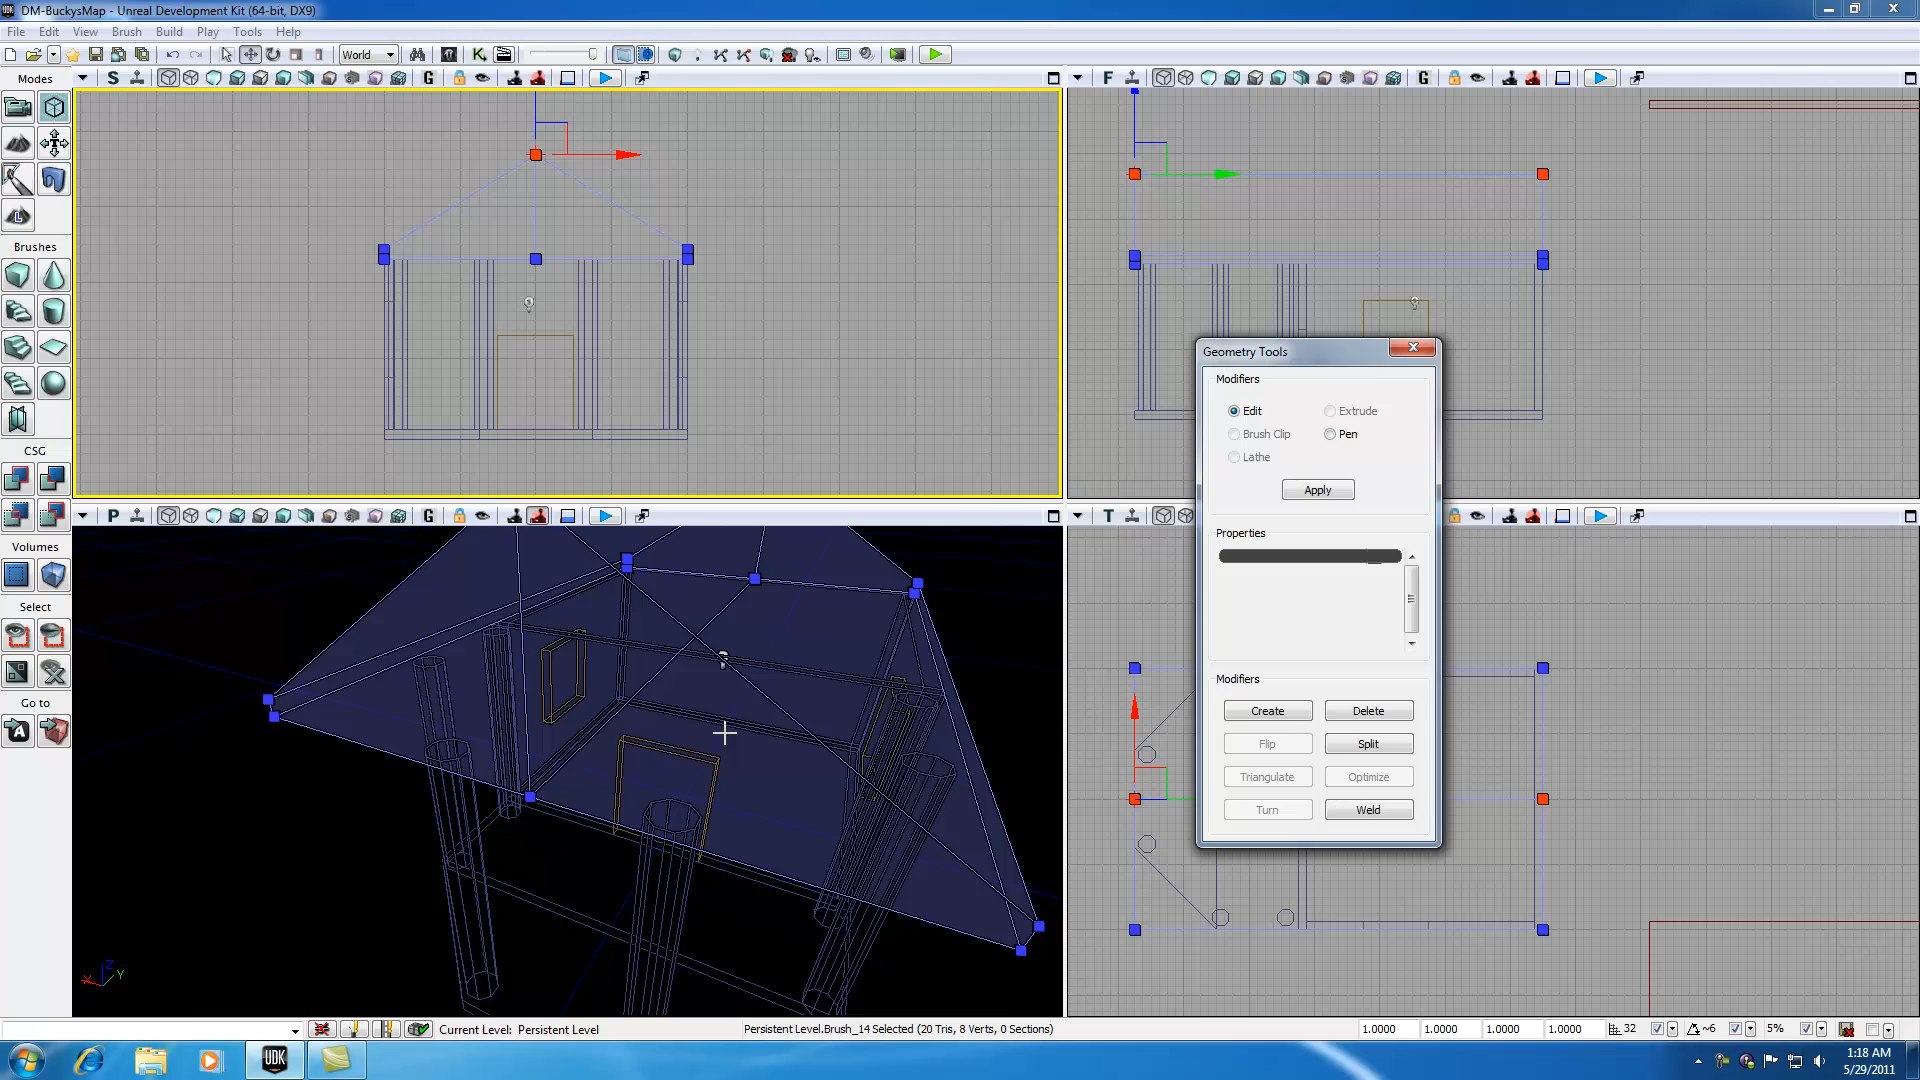 DM-BuckysMap - Unreal Development Kit (64-bit, DX9)
File Edit View Brush Build Play Tools Help
World
Modes
S
G
F
G
L
Brushes
CSG
Volumes
Select
Go to
A
P
G
T
Geometry Tools
Modifiers
Edit
Extrude
Brush Clip
Pen
Lathe
Apply
Properties
Modifiers
Create
Delete
Flip
Split
Triangulate
Optimize
Turn
Weld
Z
X
Y
Current Level: Persistent Level
Persistent Level.Brush_14 Selected (20 Tris, 8 Verts, 0 Sections)
1.0000 1.0000 1.0000 1.0000
32
~6
5%
UDK
1:18 AM
5/29/2011